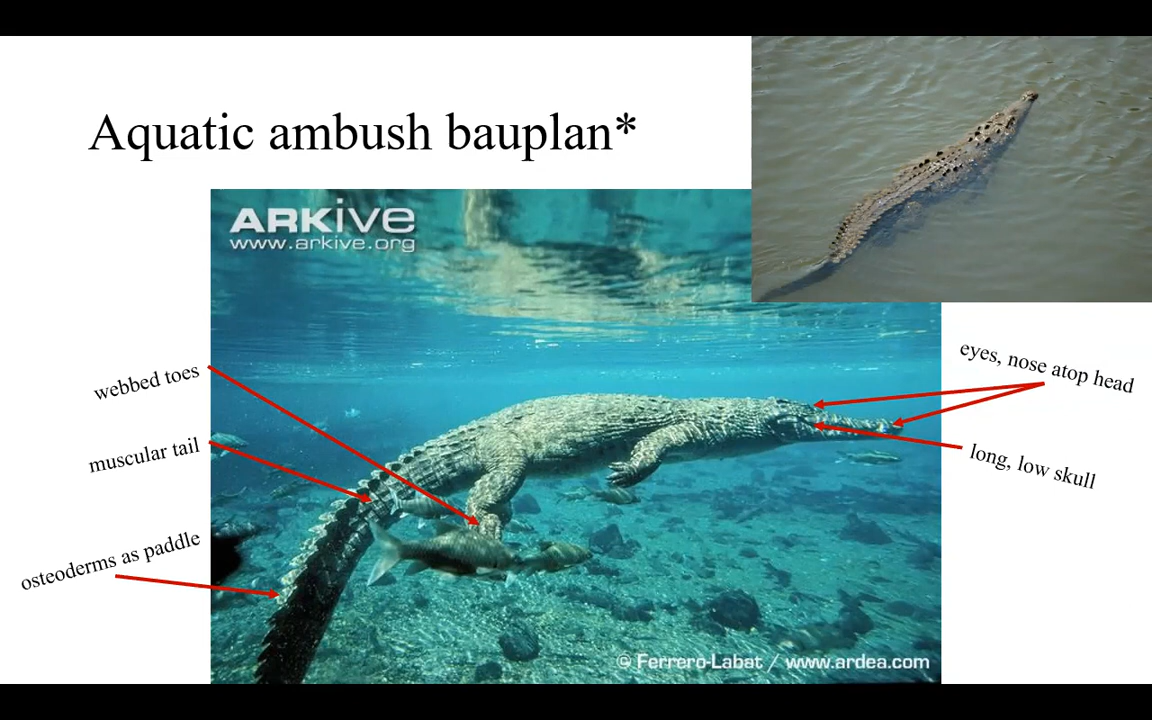 Aquatic ambush bauplan*
ARKive
www.arkive.org
eyes, nose atop head
webbed toes
muscular tail
long, low skull
osteoderms as paddle
© Ferrero-Labat / www.ardea.com